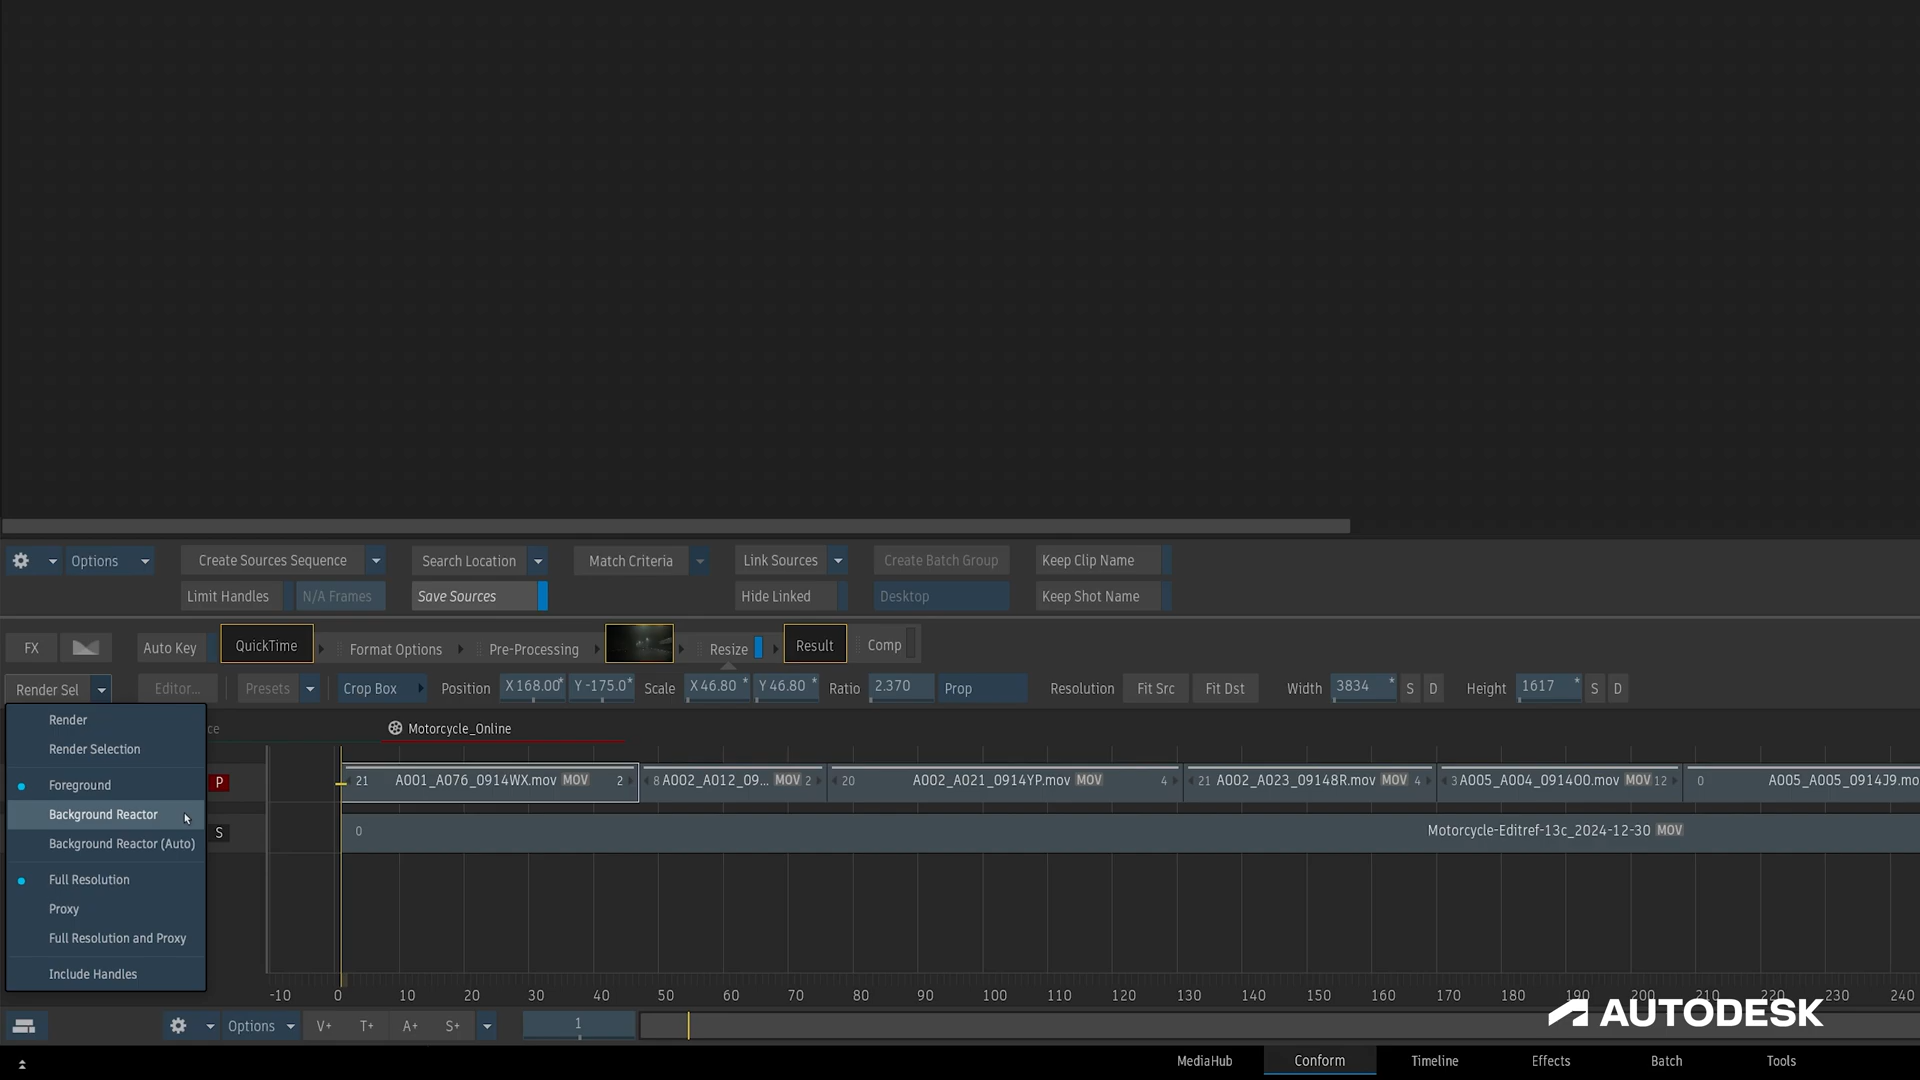 Options Create Sources Sequence Search Location Match Criteria Link Sources Create Batch Group Keep Clip Name
Limit Handles N/A Frames Save Sources Hide Linked Desktop Keep Shot Name
FX Auto Key QuickTime Format Options Pre-Processing Resize Result Comp
Render Sel Editor... Presets Crop Box Position X 168.00* Y -175.0* Scale X 46.80 * Y 46.80 * Ratio 2.370 Prop Resolution Fit Src Fit Dst Width 3834 * S D Height 1617 * S D
Render
Render Selection
Foreground
Background Reactor
Background Reactor (Auto)
Full Resolution
Proxy
Full Resolution and Proxy
Include Handles
ce Motorcycle_Online
P 21 A001_A076_0914WX.mov MOV 2 8 A002_A012_09... MOV 2 20 A002_A021_0914YP.mov MOV 4 21 A002_A023_09148R.mov MOV 4 3 A005_A004_0914O0.mov MOV 12 0 A005_A005_0914J9.mo
S 0 Motorcycle-Editref-13c_2024-12-30 MOV
-10 0 10 20 30 40 50 60 70 80 90 100 110 120 130 140 150 160 170 180 190 200 210 220 230 240
AUTODESK
Options V+ T+ A+ S+ 1
MediaHub Conform Timeline Effects Batch Tools